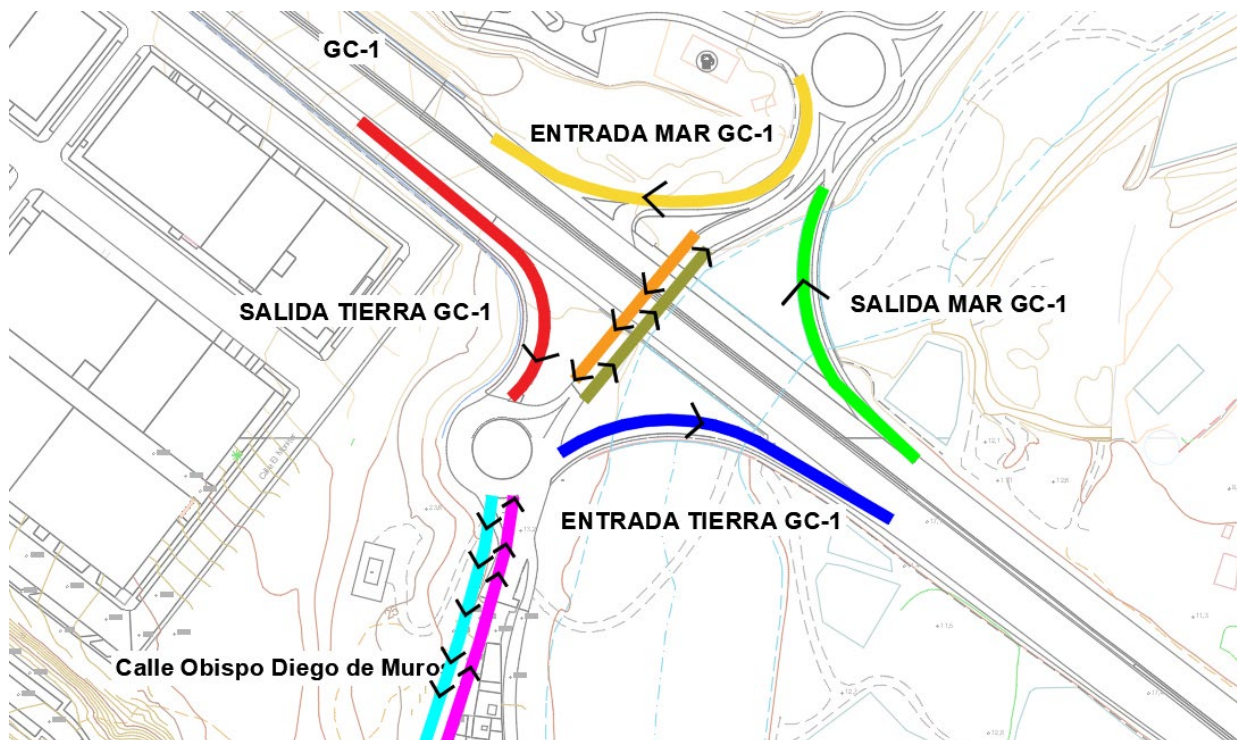 GC-1
ENTRADA MAR GC-1
SALIDA TIERRA GC-1
SALIDA MAR GC-1
ENTRADA TIERRA GC-1
Calle Obispo Diego de Muros